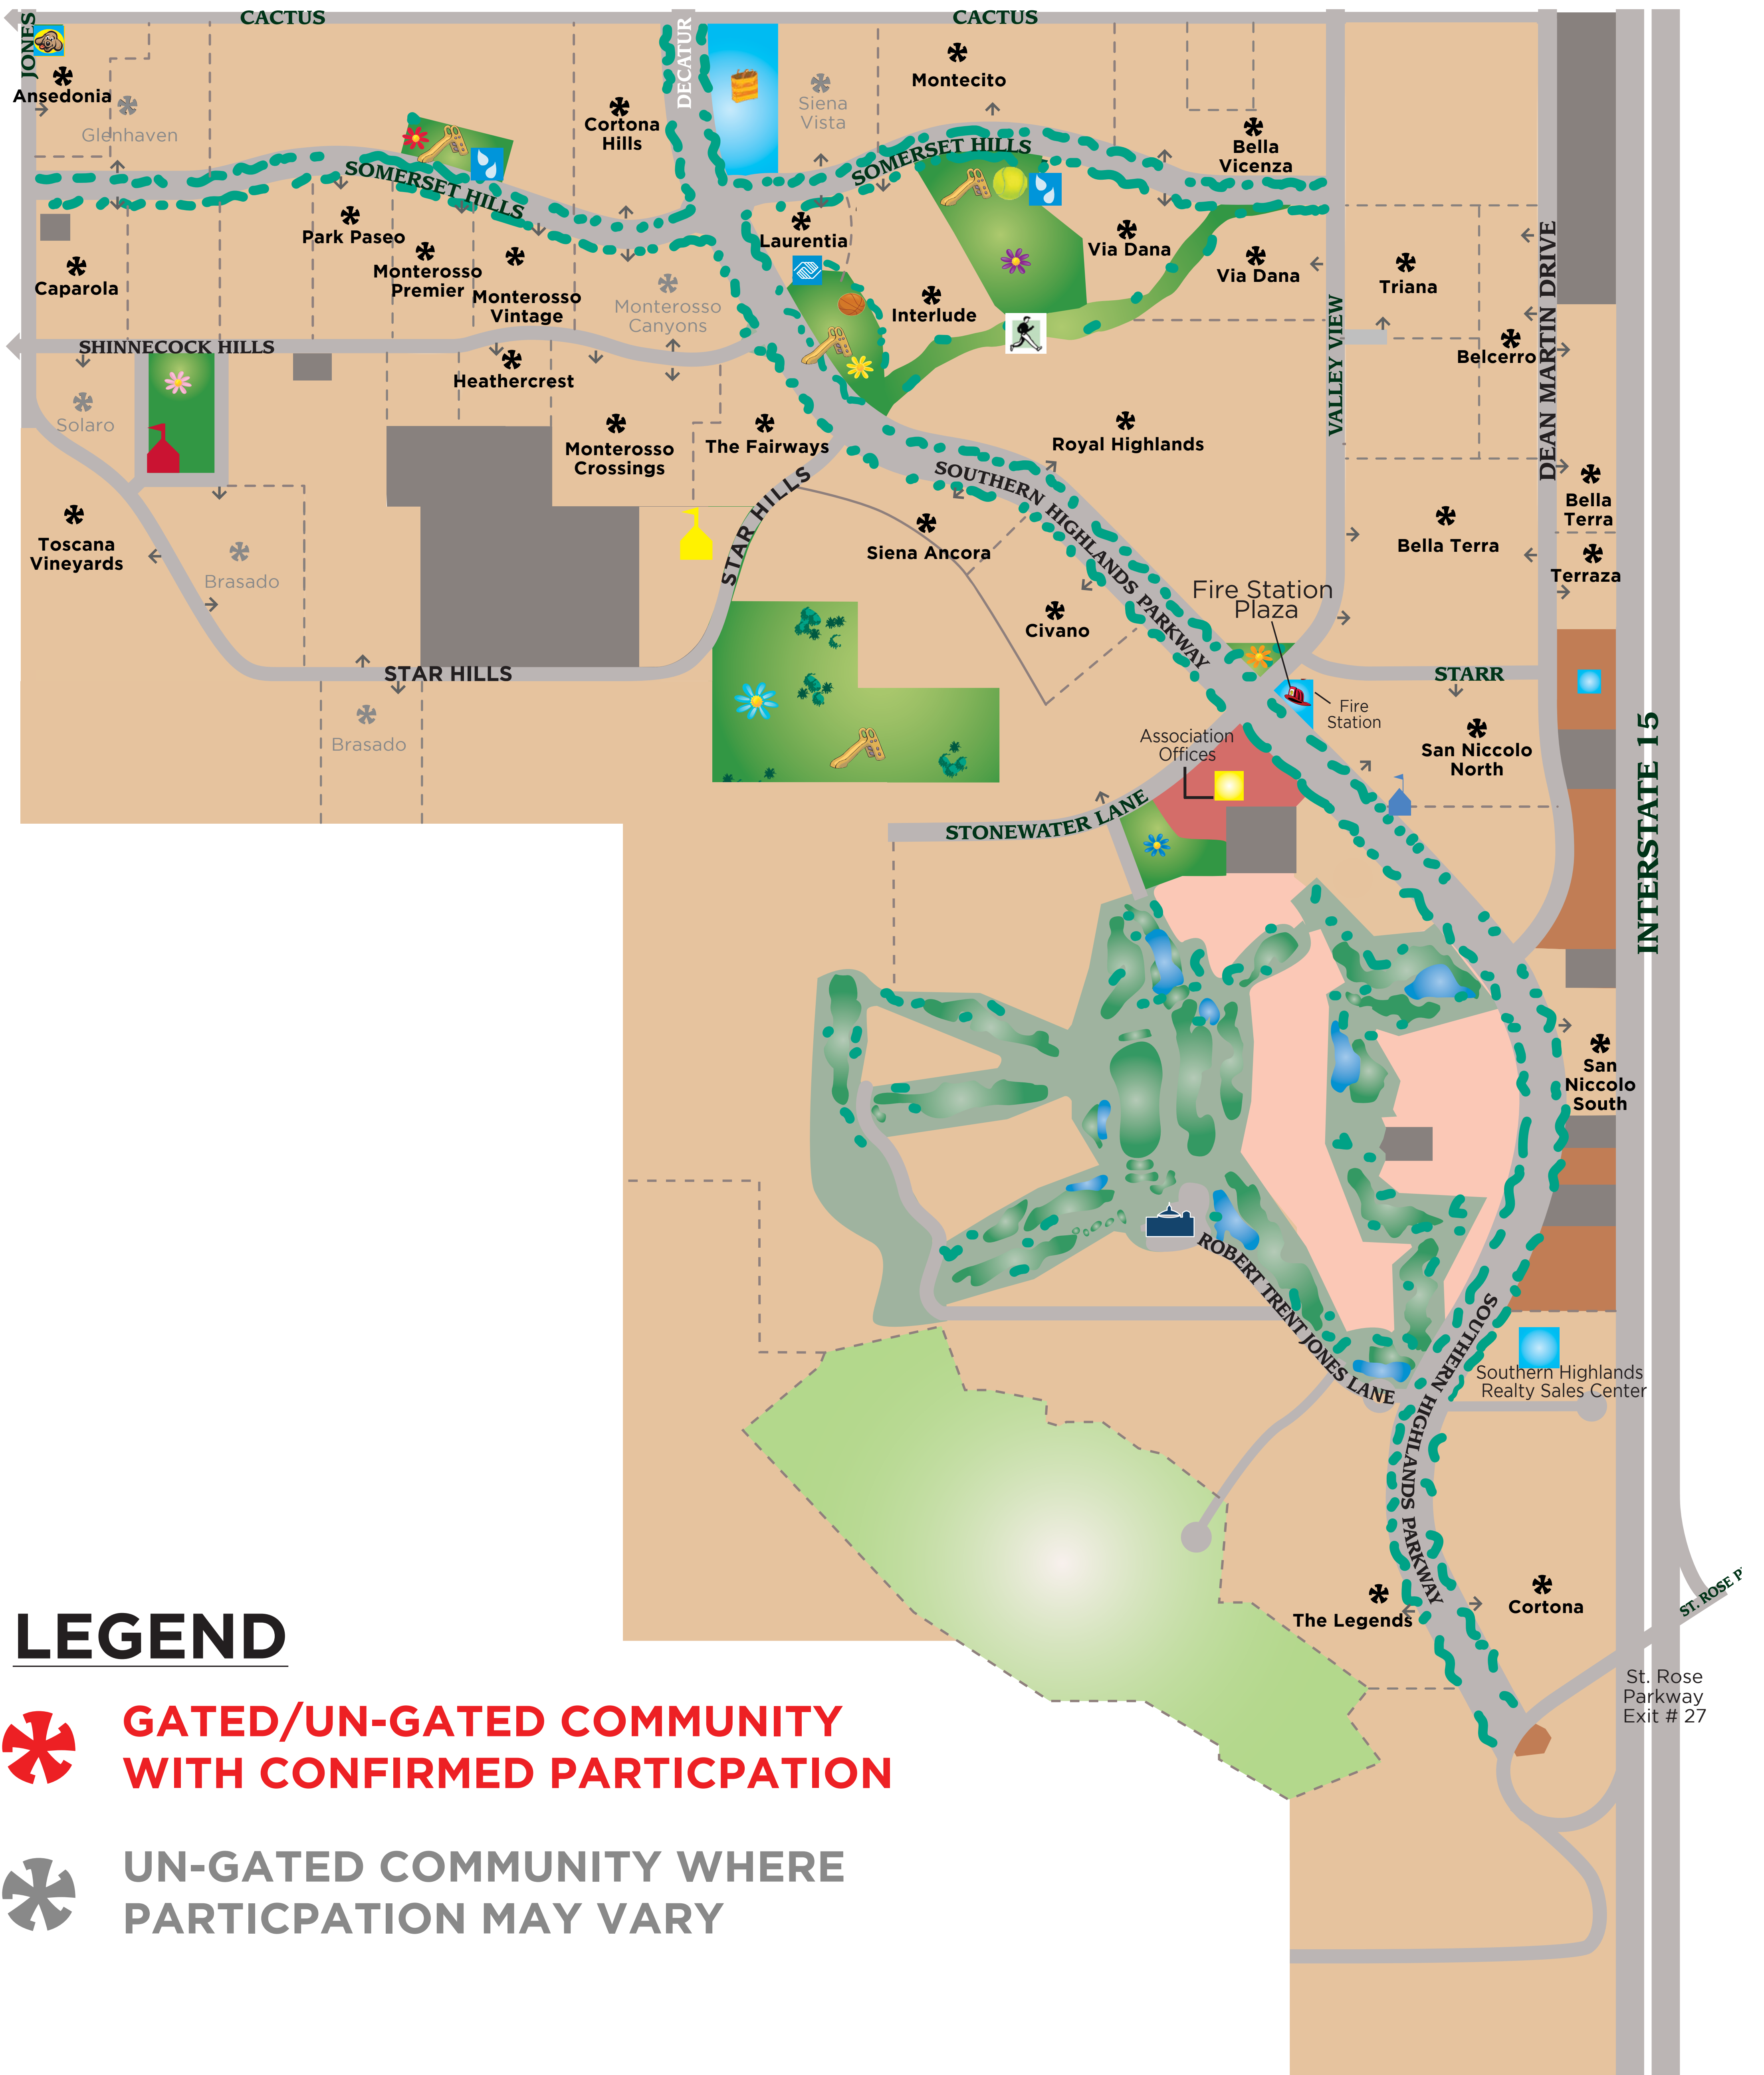 CACTUS
CACTUS
JONES
DECATUR
Ansedonia
Glenhaven
Cortona
Hills
Siena
Vista
Montecito
Bella
Vicenza
SOMERSET HILLS
SOMERSET HILLS
Park Paseo
Caparola
Monterosso
Premier
Monterosso
Vintage
Monterosso
Canyons
Laurentia
Interlude
Via Dana
Via Dana
Triana
Belcerro
VALLEY VIEW
DEAN MARTIN DRIVE
SHINNECOCK HILLS
Heathercrest
Solaro
Monterosso
Crossings
The Fairways
Royal Highlands
SOUTHERN HIGHLANDS PARKWAY
STAR HILLS
Toscana
Vineyards
Brasado
Siena Ancora
Civano
Bella Terra
Bella
Terra
Terraza
Fire Station
Plaza
STAR HILLS
STARR
Brasado
Fire
Station
Association
Offices
San Niccolo
North
STONEWATER LANE
INTERSTATE 15
San
Niccolo
South
ROBERT TRENT JONES LANE
SOUTHERN HIGHLANDS PARKWAY
Southern Highlands
Realty Sales Center
The Legends
Cortona
ST. ROSE P
St. Rose
Parkway
Exit # 27
LEGEND
GATED/UN-GATED COMMUNITY
WITH CONFIRMED PARTICPATION
UN-GATED COMMUNITY WHERE
PARTICPATION MAY VARY